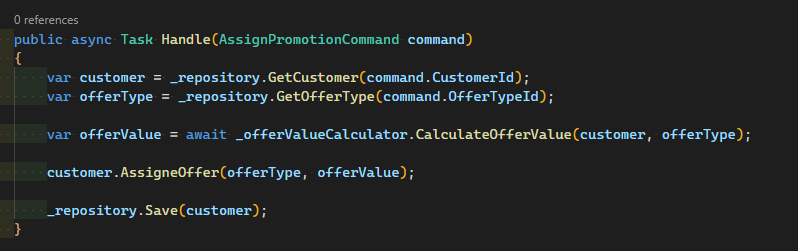 0 references
public async Task Handle(AssignPromotionCommand command)
{
    var customer = _repository.GetCustomer(command.CustomerId);
    var offerType = _repository.GetOfferType(command.OfferTypeId);

    var offerValue = await _offerValueCalculator.CalculateOfferValue(customer, offerType);

    customer.AssigneOffer(offerType, offerValue);

    _repository.Save(customer);
}